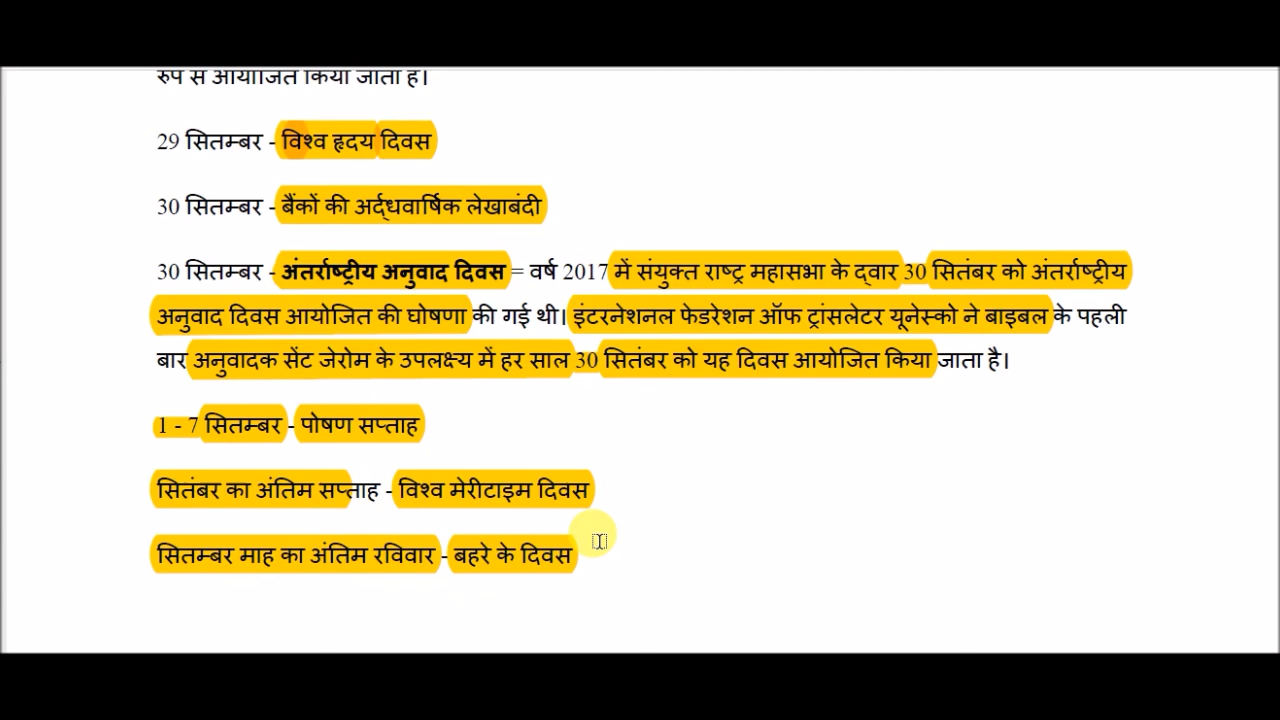 रुप से आयोजित किया जाता है।
29 सितम्बर - विश्व हृदय दिवस
30 सितम्बर - बैंकों की अर्द्धवार्षिक लेखाबंदी
30 सितम्बर - अंतर्राष्ट्रीय अनुवाद दिवस = वर्ष 2017 में संयुक्त राष्ट्र महासभा के द्वार 30 सितंबर को अंतर्राष्ट्रीय
अनुवाद दिवस आयोजित की घोषणा की गई थी। इंटरनेशनल फेडरेशन ऑफ ट्रांसलेटर यूनेस्को ने बाइबल के पहली
बार अनुवादक सेंट जेरोम के उपलक्ष्य में हर साल 30 सितंबर को यह दिवस आयोजित किया जाता है।
1 - 7 सितम्बर - पोषण सप्ताह
सितंबर का अंतिम सप्ताह - विश्व मेरीटाइम दिवस
सितम्बर माह का अंतिम रविवार - बहरे के दिवस